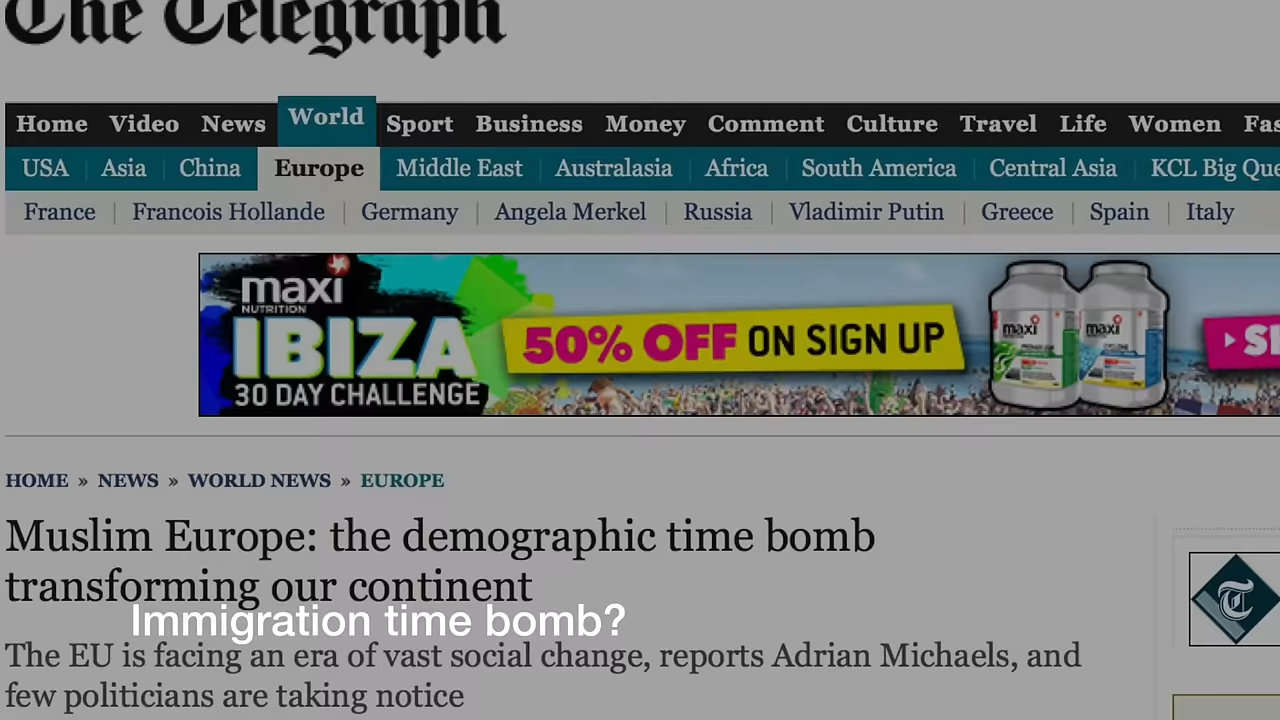 The Telegraph
Home Video News World Sport Business Money Comment Culture Travel Life Women
USA Asia China Europe Middle East Australasia Africa South America Central Asia KCL Big
France Francois Hollande Germany Angela Merkel Russia Vladimir Putin Greece Spain Italy
maxi
NUTRITION
IBIZA
30 DAY CHALLENGE
50% OFF ON SIGN UP
maxi maxi
HOME » NEWS » WORLD NEWS » EUROPE
Muslim Europe: the demographic time bomb
transforming our continent
Immigration time bomb?
The EU is facing an era of vast social change, reports Adrian Michaels, and
few politicians are taking notice